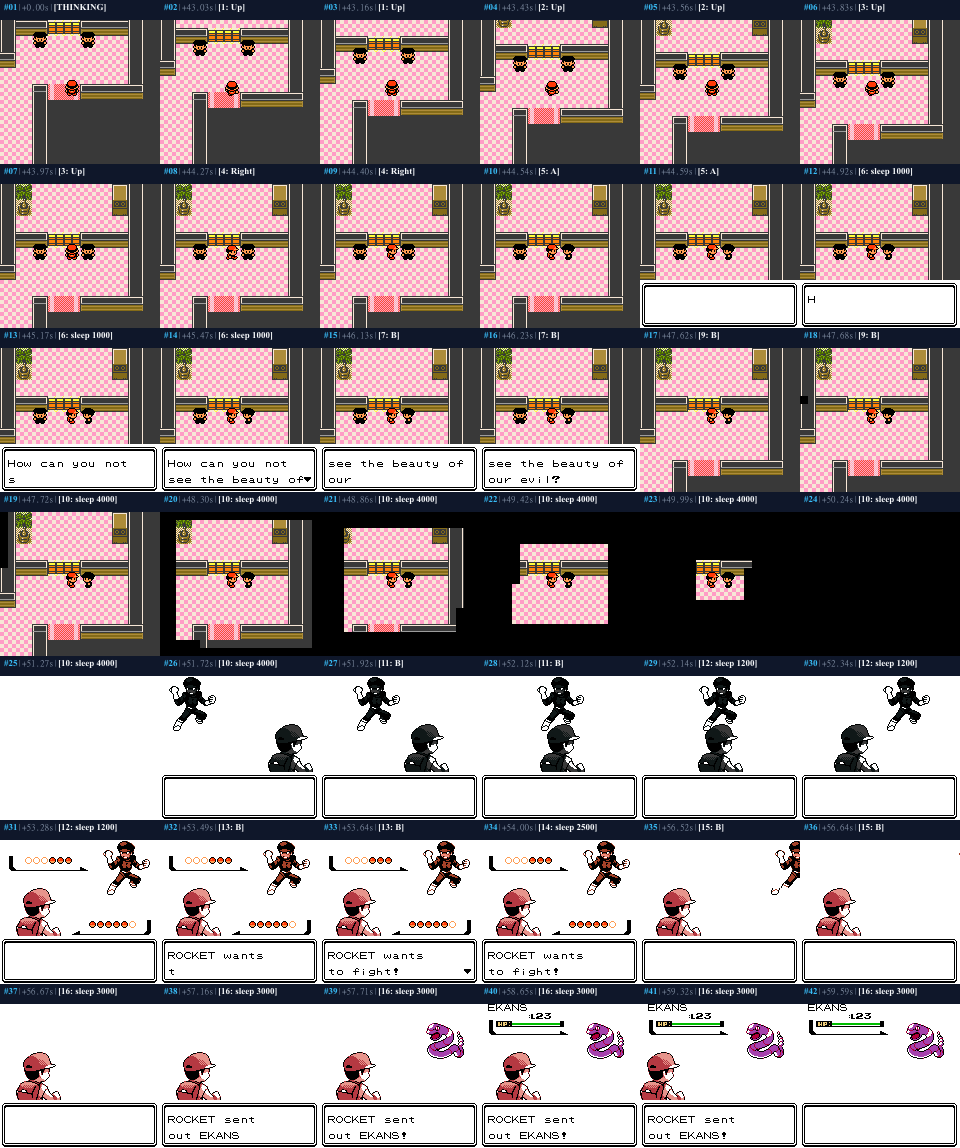 #01 | +0.00s | [THINKING]
#02 | +43.03s | [1: Up]
#03 | +43.16s | [1: Up]
#04 | +43.43s | [2: Up]
#05 | +43.56s | [2: Up]
#06 | +43.83s | [3: Up]
#07 | +43.97s | [3: Up]
#08 | +44.27s | [4: Right]
#09 | +44.40s | [4: Right]
#10 | +44.54s | [5: A]
#11 | +44.59s | [5: A]
#12 | +44.92s | [6: sleep 1000]
H
#13 | +45.17s | [6: sleep 1000]
#14 | +45.47s | [6: sleep 1000]
#15 | +46.13s | [7: B]
#16 | +46.23s | [7: B]
#17 | +47.62s | [9: B]
#18 | +47.68s | [9: B]
How can you not
s
How can you not
see the beauty of
see the beauty of
our
see the beauty of
our evil?
#19 | +47.72s | [10: sleep 4000]
#20 | +48.30s | [10: sleep 4000]
#21 | +48.86s | [10: sleep 4000]
#22 | +49.42s | [10: sleep 4000]
#23 | +49.99s | [10: sleep 4000]
#24 | +50.24s | [10: sleep 4000]
#25 | +51.27s | [10: sleep 4000]
#26 | +51.72s | [10: sleep 4000]
#27 | +51.92s | [11: B]
#28 | +52.12s | [11: B]
#29 | +52.14s | [12: sleep 1200]
#30 | +52.34s | [12: sleep 1200]
#31 | +53.28s | [12: sleep 1200]
#32 | +53.49s | [13: B]
#33 | +53.64s | [13: B]
#34 | +54.00s | [14: sleep 2500]
#35 | +56.52s | [15: B]
#36 | +56.64s | [15: B]
ROCKET wants
t
ROCKET wants
to fight!
ROCKET wants
to fight!
#37 | +56.67s | [16: sleep 3000]
#38 | +57.16s | [16: sleep 3000]
#39 | +57.71s | [16: sleep 3000]
#40 | +58.65s | [16: sleep 3000]
#41 | +59.32s | [16: sleep 3000]
#42 | +59.59s | [16: sleep 3000]
ROCKET sent
out EKANS
ROCKET sent
out EKANS!
EKANS
:L23
HP:
ROCKET sent
out EKANS!
EKANS
:L23
HP:
ROCKET sent
out EKANS!
EKANS
:L23
HP: